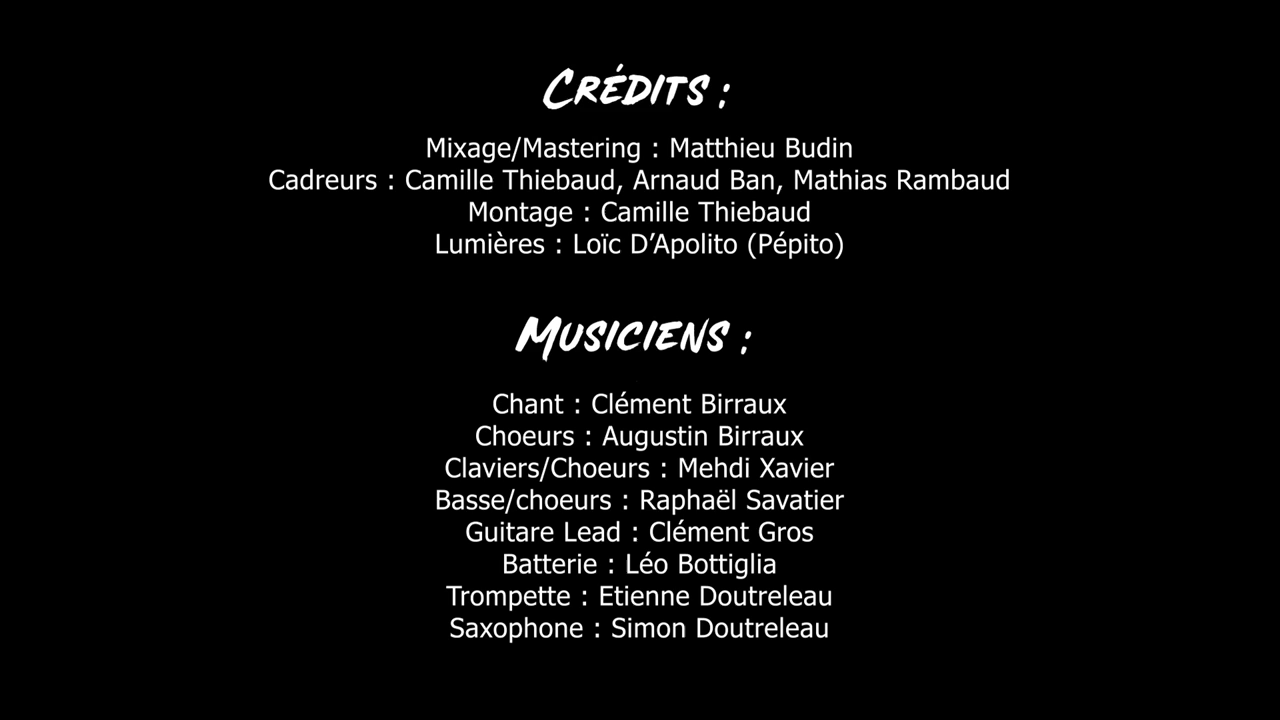 CRÉDITS :
Mixage/Mastering : Matthieu Budin
Cadreurs : Camille Thiebaud, Arnaud Ban, Mathias Rambaud
Montage : Camille Thiebaud
Lumières : Loïc D’Apolito (Pépito)
MUSICIENS :
Chant : Clément Birraux
Choeurs : Augustin Birraux
Claviers/Choeurs : Mehdi Xavier
Basse/choeurs : Raphaël Savatier
Guitare Lead : Clément Gros
Batterie : Léo Bottiglia
Trompette : Etienne Doutreleau
Saxophone : Simon Doutreleau